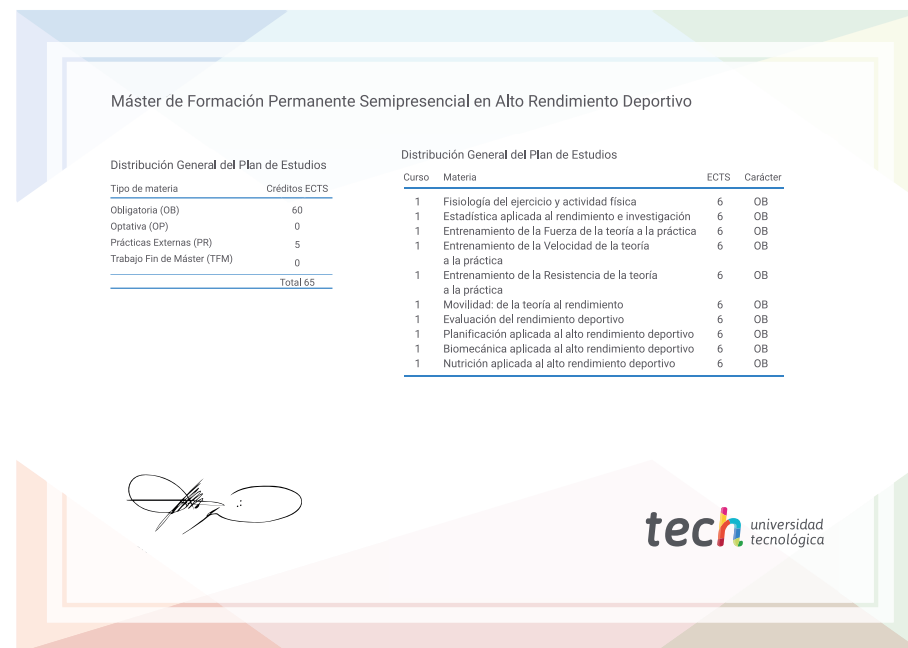 Máster de Formación Permanente Semipresencial en Alto Rendimiento Deportivo
Distribución General del Plan de Estudios
Tipo de materia Créditos ECTS
Obligatoria (OB) 60
Optativa (OP) 0
Prácticas Externas (PR) 5
Trabajo Fin de Máster (TFM) 0
Total 65
Distribución General del Plan de Estudios
Curso Materia ECTS Carácter
1 Fisiología del ejercicio y actividad física 6 OB
1 Estadística aplicada al rendimiento e investigación 6 OB
1 Entrenamiento de la Fuerza de la teoría a la práctica 6 OB
1 Entrenamiento de la Velocidad de la teoría 6 OB
a la práctica
1 Entrenamiento de la Resistencia de la teoría 6 OB
a la práctica
1 Movilidad: de la teoría al rendimiento 6 OB
1 Evaluación del rendimiento deportivo 6 OB
1 Planificación aplicada al alto rendimiento deportivo 6 OB
1 Biomecánica aplicada al alto rendimiento deportivo 6 OB
1 Nutrición aplicada al alto rendimiento deportivo 6 OB
tech universidad
tecnológica